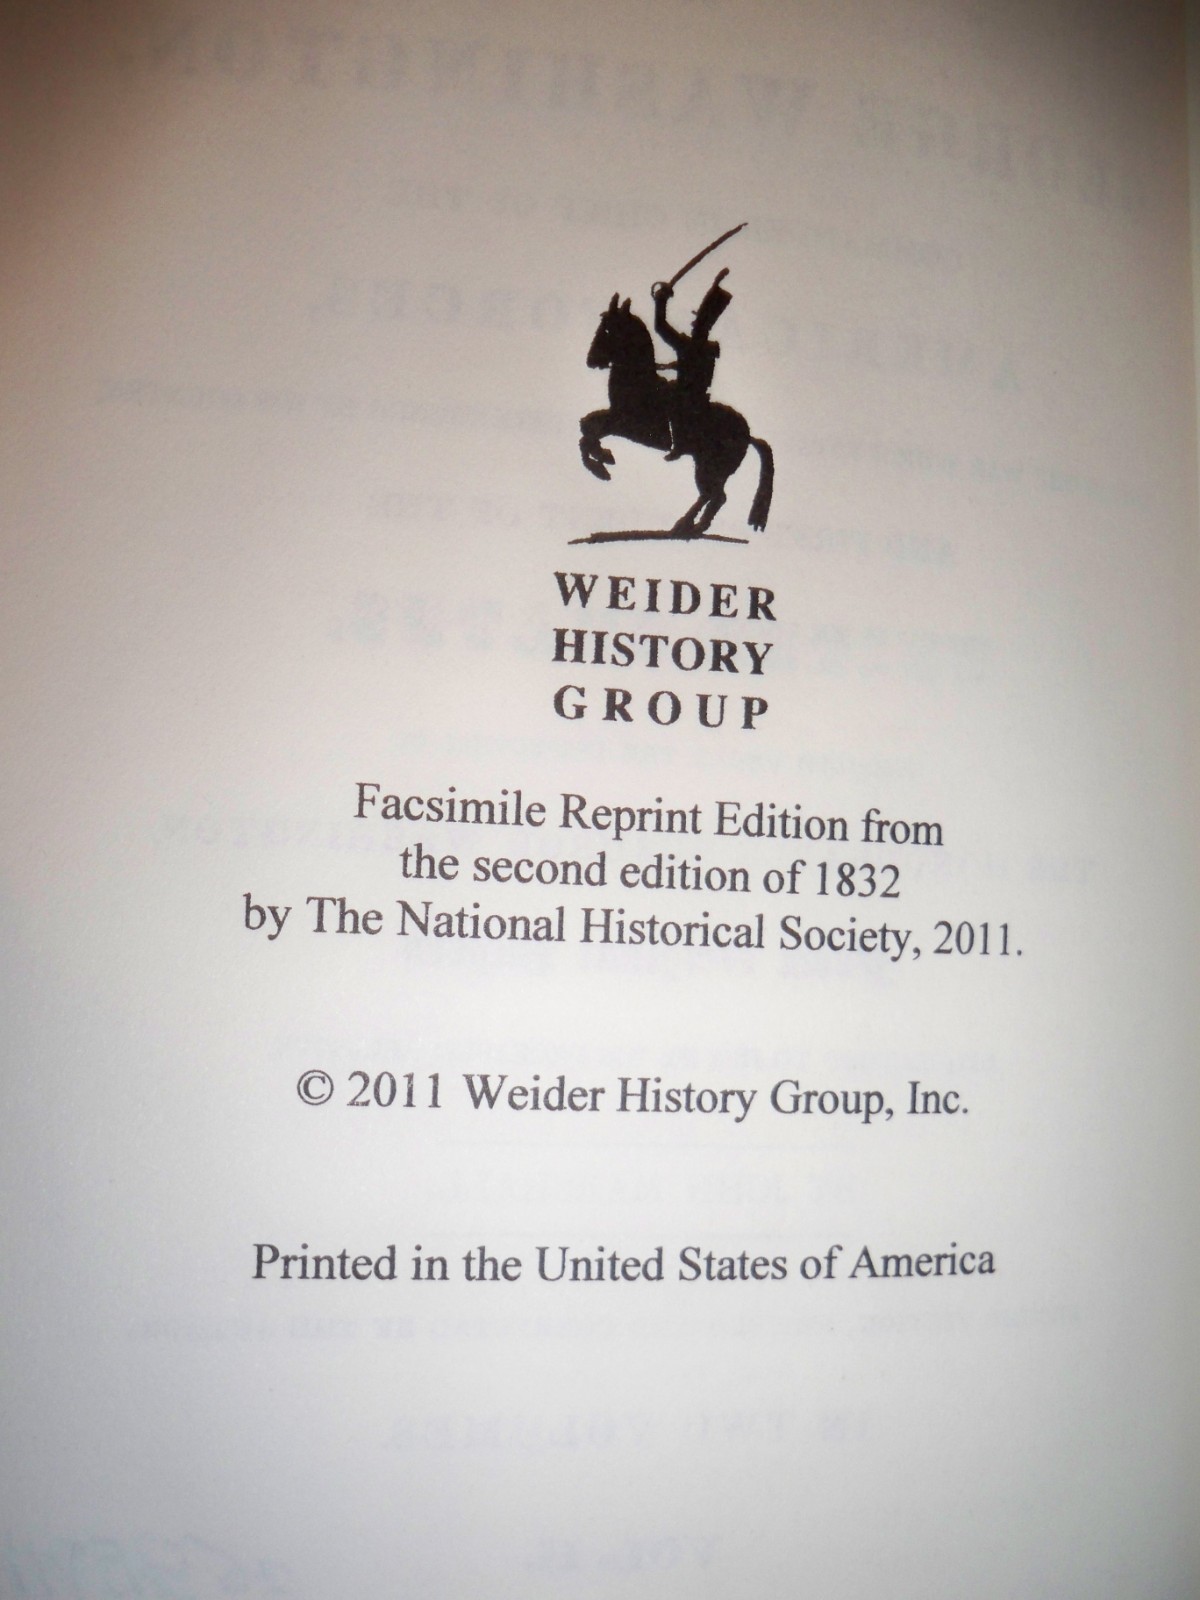 WEIDER
HISTORY
GROUP
Facsimile Reprint Edition from
the second edition of 1832
by The National Historical Society, 2011.
© 2011 Weider History Group, Inc.
Printed in the United States of America